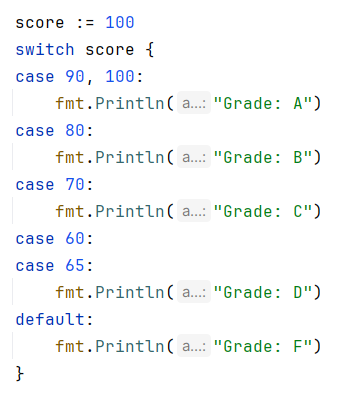 score := 100
switch score {
case 90, 100:
    fmt.Println( a...: "Grade: A")
case 80:
    fmt.Println( a...: "Grade: B")
case 70:
    fmt.Println( a...: "Grade: C")
case 60:
case 65:
    fmt.Println( a...: "Grade: D")
default:
    fmt.Println( a...: "Grade: F")
}